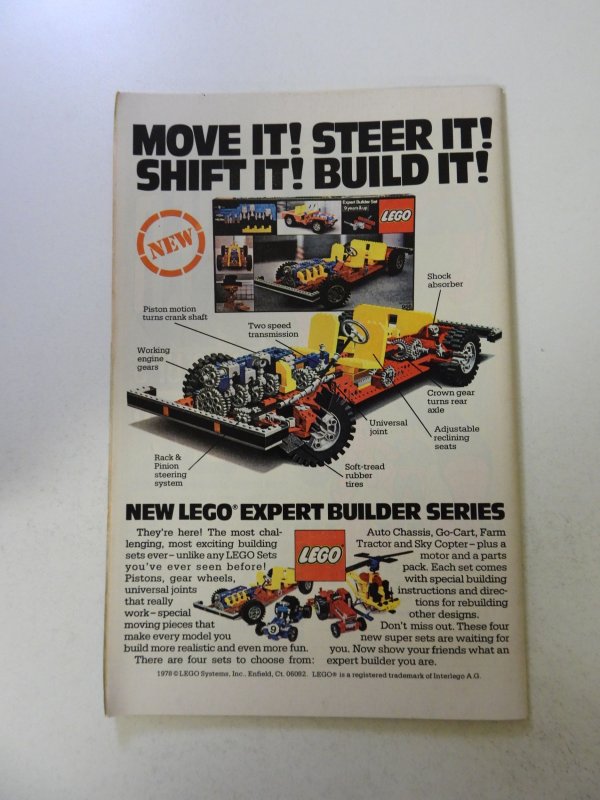 MOVE IT! STEER IT!
SHIFT IT! BUILD IT!
NEW
Expert Builder Set
9 years & up
LEGO
Shock
absorber
Piston motion
turns crank shaft
Two speed
transmission
Working
engine
gears
Crown gear
turns rear
axle
Universal
joint
Adjustable
reclining
seats
Rack &
Pinion
steering
system
Soft-tread
rubber
tires
NEW LEGO® EXPERT BUILDER SERIES
They're here! The most chal-
lenging, most exciting building
sets ever – unlike any LEGO Sets
you've ever seen before!
Pistons, gear wheels,
universal joints
that really
work – special
moving pieces that
make every model you
build more realistic and even more fun.
There are four sets to choose from:
LEGO
9
Auto Chassis, Go-Cart, Farm
Tractor and Sky Copter – plus a
motor and a parts
pack. Each set comes
with special building
instructions and direc-
tions for rebuilding
other designs.
Don't miss out. These four
new super sets are waiting for
you. Now show your friends what an
expert builder you are.
1978 © LEGO Systems, Inc., Enfield, Ct. 06082. LEGO® is a registered trademark of Interlego A.G.